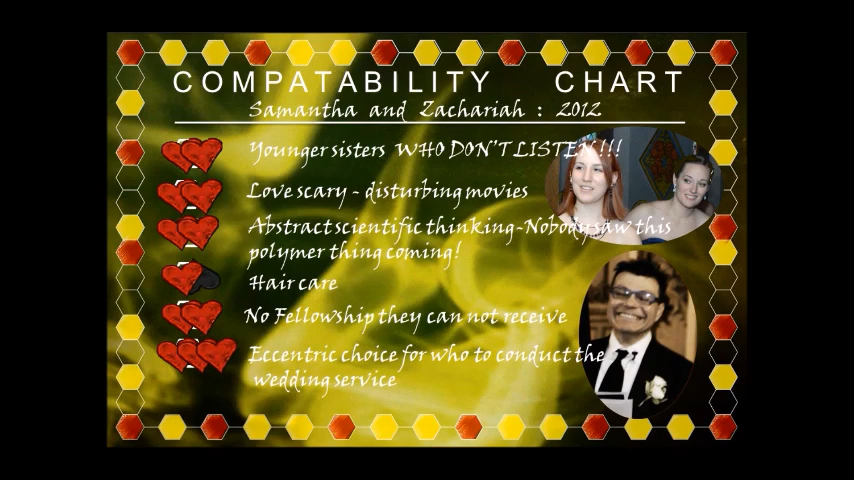 COMPATABILITY CHART
Samantha and Zachariah : 2012
Younger sisters WHO DON'T LISTEN!!!
Love scary - disturbing movies
Abstract scientific thinking-Nobody saw this
polymer thing coming!
Hair care
No Fellowship they can not receive
Eccentric choice for who to conduct the
wedding service